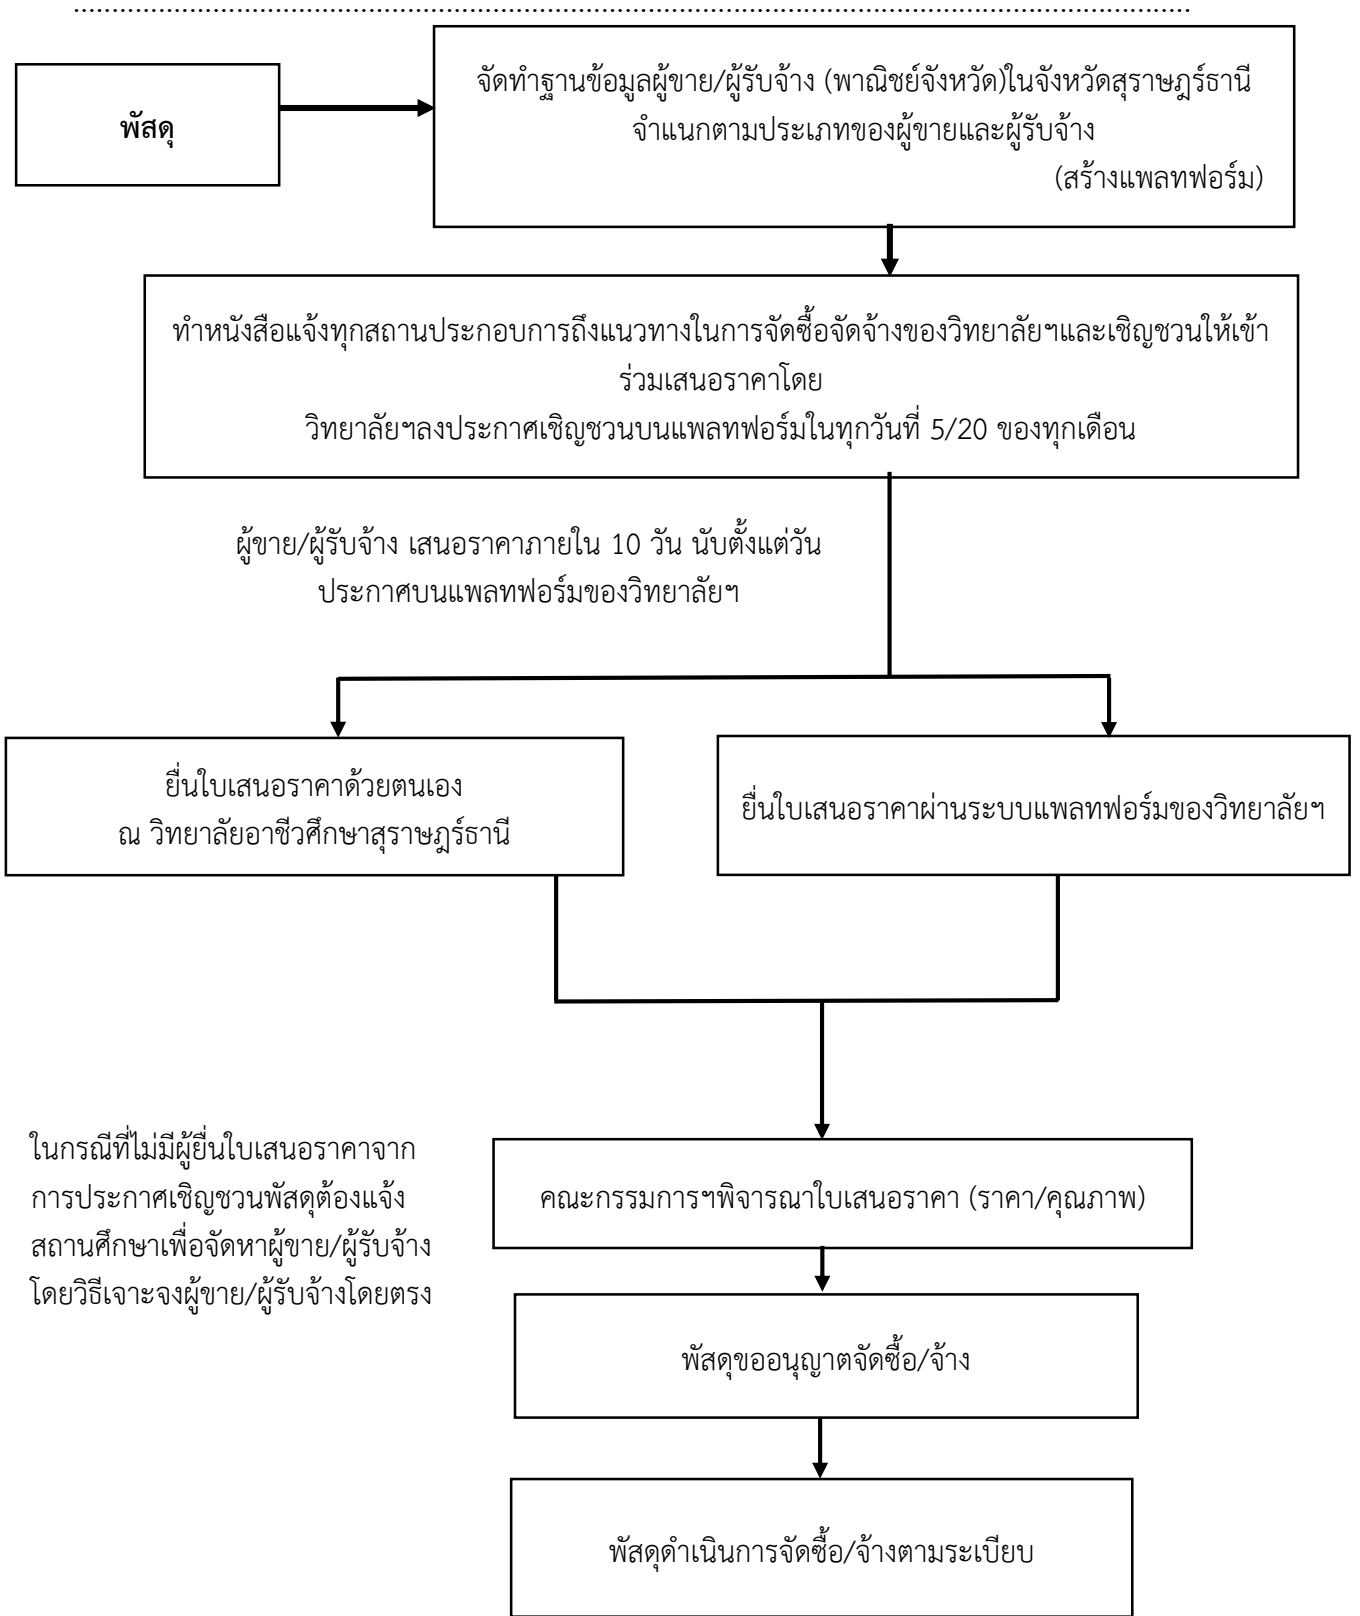 พัสดุ
จัดทำฐานข้อมูลผู้ขาย/ผู้รับจ้าง (พาณิชย์จังหวัด)ในจังหวัดสุราษฎร์ธานี
จำแนกตามประเภทของผู้ขายและผู้รับจ้าง
(สร้างแพลทฟอร์ม)
ทำหนังสือแจ้งทุกสถานประกอบการถึงแนวทางในการจัดซื้อจัดจ้างของวิทยาลัยฯและเชิญชวนให้เข้า
ร่วมเสนอราคาโดย
วิทยาลัยฯลงประกาศเชิญชวนบนแพลทฟอร์มในทุกวันที่ 5/20 ของทุกเดือน
ผู้ขาย/ผู้รับจ้าง เสนอราคาภายใน 10 วัน นับตั้งแต่วัน
ประกาศบนแพลทฟอร์มของวิทยาลัยฯ
ยื่นใบเสนอราคาด้วยตนเอง
ณ วิทยาลัยอาชีวศึกษาสุราษฎร์ธานี
ยื่นใบเสนอราคาผ่านระบบแพลทฟอร์มของวิทยาลัยฯ
ในกรณีที่ไม่มีผู้ยื่นใบเสนอราคาจาก
การประกาศเชิญชวนพัสดุต้องแจ้ง
สถานศึกษาเพื่อจัดหาผู้ขาย/ผู้รับจ้าง
โดยวิธีเจาะจงผู้ขาย/ผู้รับจ้างโดยตรง
คณะกรรมการฯพิจารณาใบเสนอราคา (ราคา/คุณภาพ)
พัสดุขออนุญาตจัดซื้อ/จ้าง
พัสดุดำเนินการจัดซื้อ/จ้างตามระเบียบ